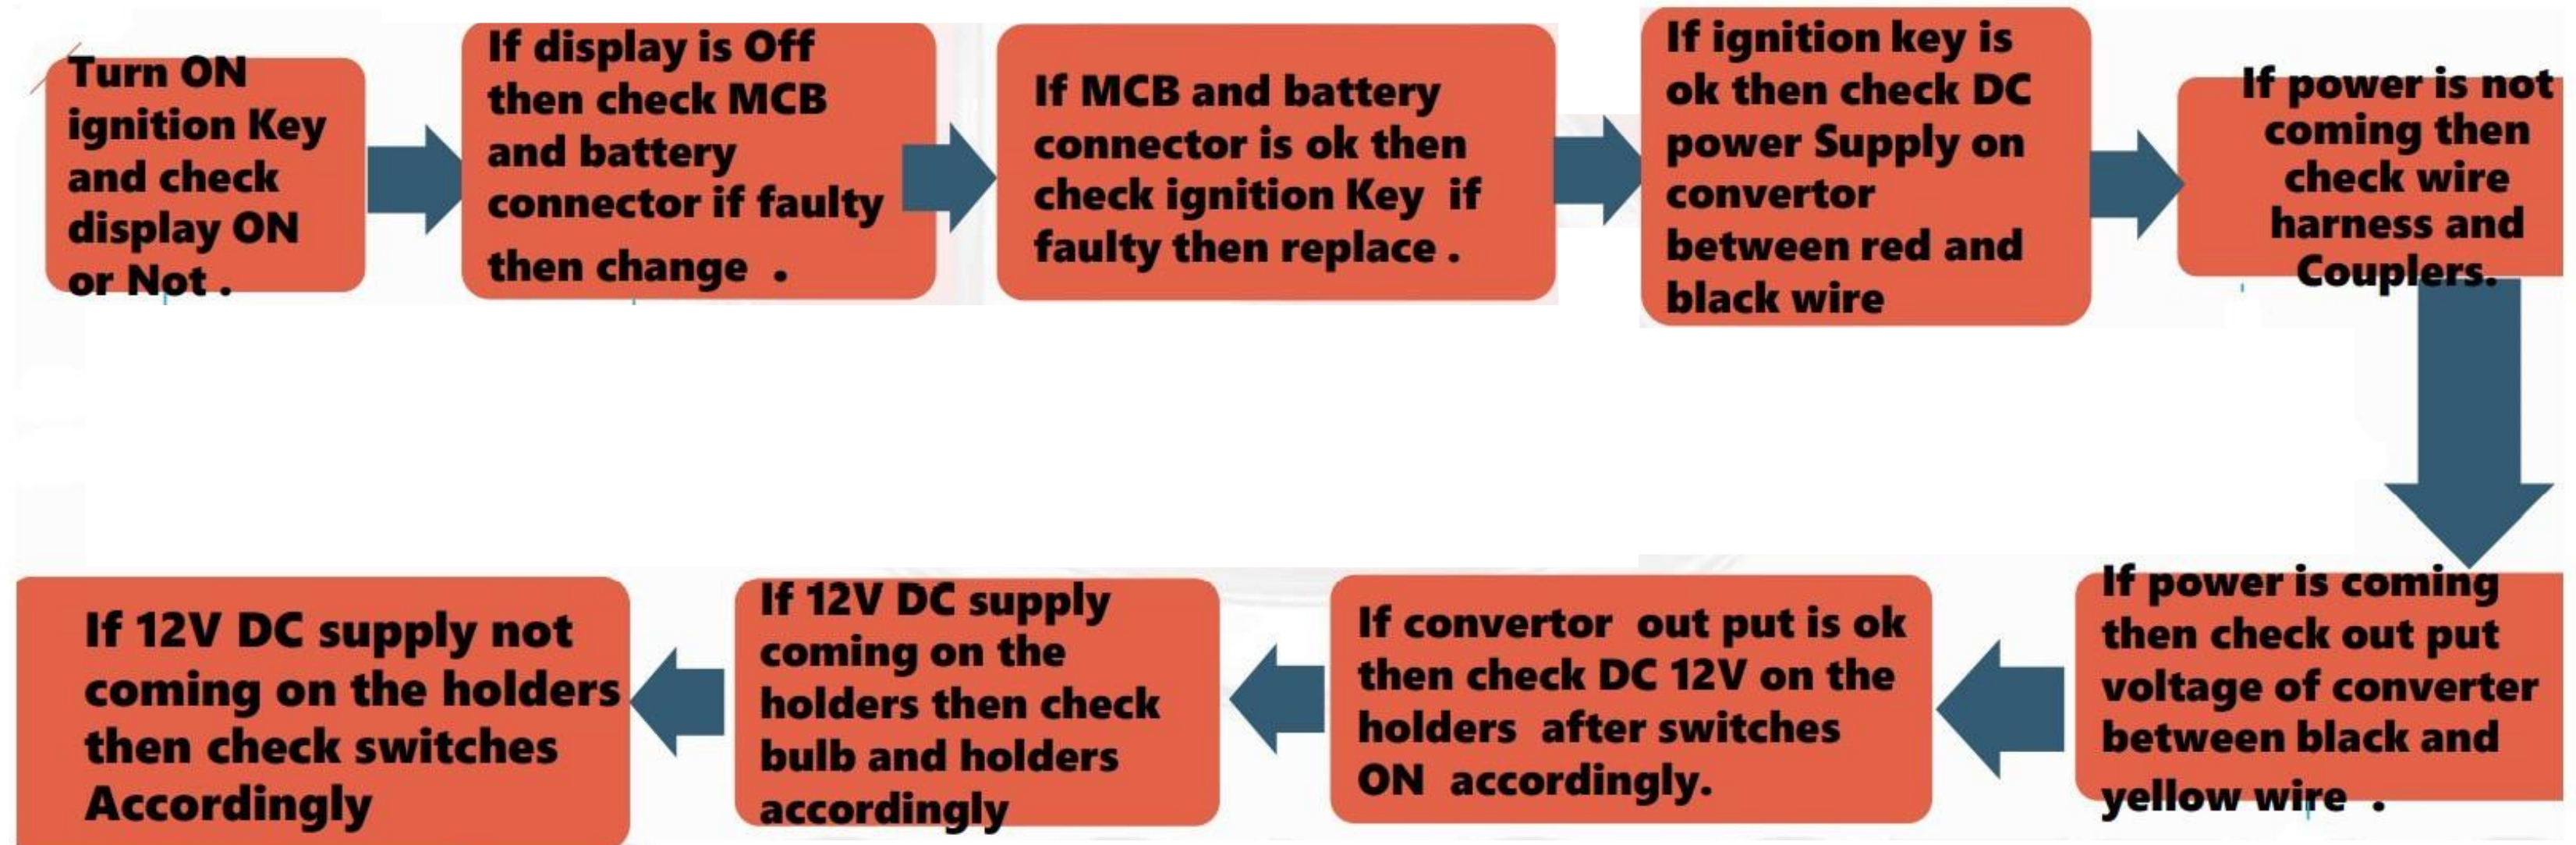 Turn ON
ignition Key
and check
display ON
or Not .
If display is Off
then check MCB
and battery
connector if faulty
then change .
If MCB and battery
connector is ok then
check ignition Key if
faulty then replace .
If ignition key is
ok then check DC
power Supply on
convertor
between red and
black wire
If power is not
coming then
check wire
harness and
Couplers.
If power is coming
then check out put
voltage of converter
between black and
yellow wire .
If convertor out put is ok
then check DC 12V on the
holders after switches
ON accordingly.
If 12V DC supply
coming on the
holders then check
bulb and holders
accordingly
If 12V DC supply not
coming on the holders
then check switches
Accordingly